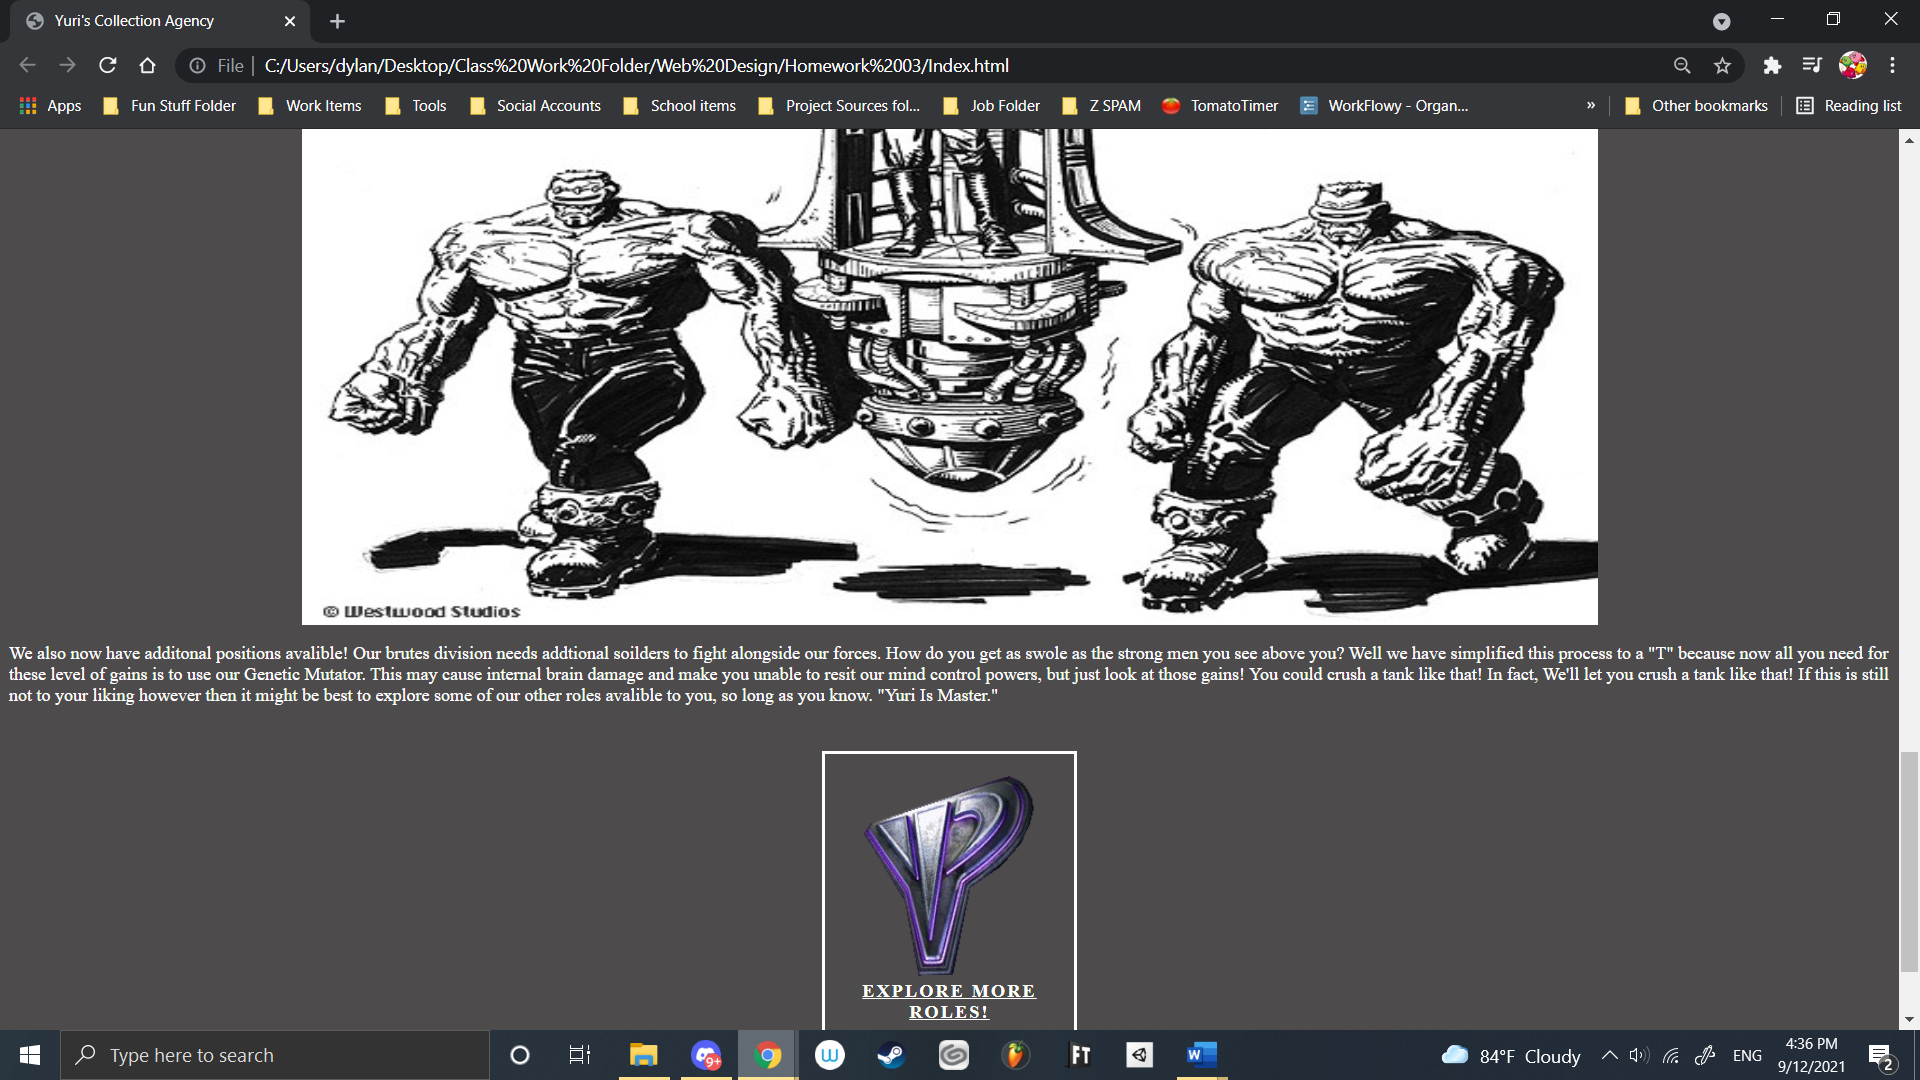 Yuri's Collection Agency
File
C:/Users/dylan/Desktop/Class%20Work%20Folder/Web%20Design/Homework%2003/Index.html
Apps Fun Stuff Folder Work Items Tools Social Accounts School items Project Sources fol... Job Folder Z SPAM TomatoTimer WorkFlowy - Organ... » Other bookmarks Reading list
© Westwood Studios
We also now have additonal positions avalible! Our brutes division needs addtional soilders to fight alongside our forces. How do you get as swole as the strong men you see above you? Well we have simplified this process to a "T" because now all you need for
these level of gains is to use our Genetic Mutator. This may cause internal brain damage and make you unable to resit our mind control powers, but just look at those gains! You could crush a tank like that! In fact, We'll let you crush a tank like that! If this is still
not to your liking however then it might be best to explore some of our other roles avalible to you, so long as you know. "Yuri Is Master."
EXPLORE MORE
ROLES!
Type here to search
9+
FT
W
84°F Cloudy
ENG
4:36 PM
9/12/2021
2